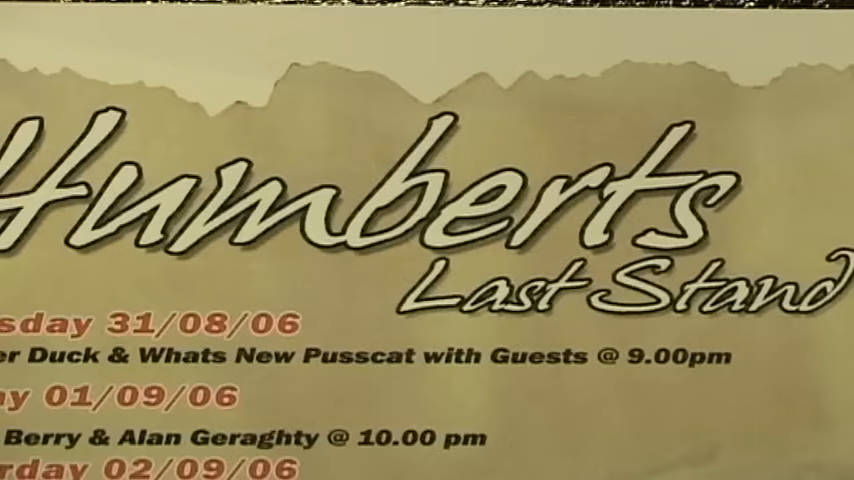 Humberts
Last Stand
sday 31/08/06
er Duck & Whats New Pusscat with Guests @ 9.00pm
ay 01/09/06
Berry & Alan Geraghty @ 10.00 pm
rday 02/09/06